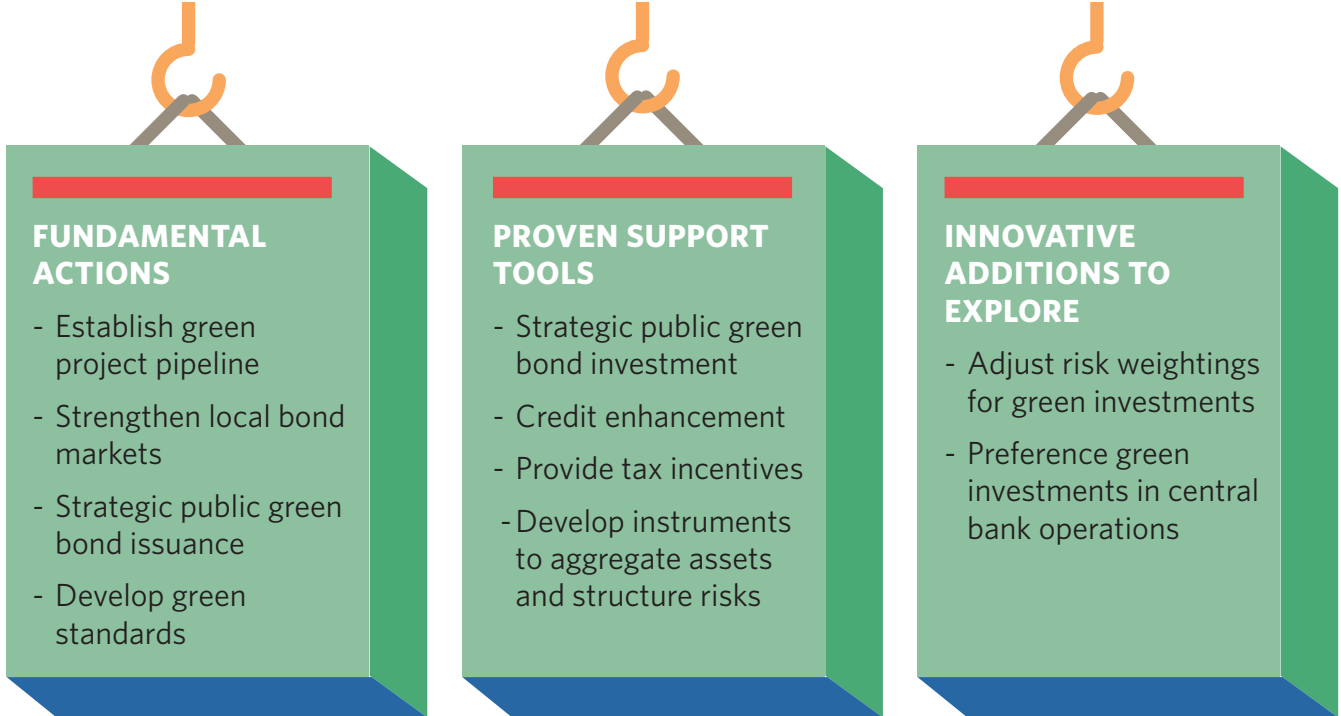 FUNDAMENTAL
ACTIONS
- Establish green
project pipeline
- Strengthen local bond
markets
- Strategic public green
bond issuance
- Develop green
standards
PROVEN SUPPORT
TOOLS
- Strategic public green
bond investment
- Credit enhancement
- Provide tax incentives
- Develop instruments
to aggregate assets
and structure risks
INNOVATIVE
ADDITIONS TO
EXPLORE
- Adjust risk weightings
for green investments
- Preference green
investments in central
bank operations